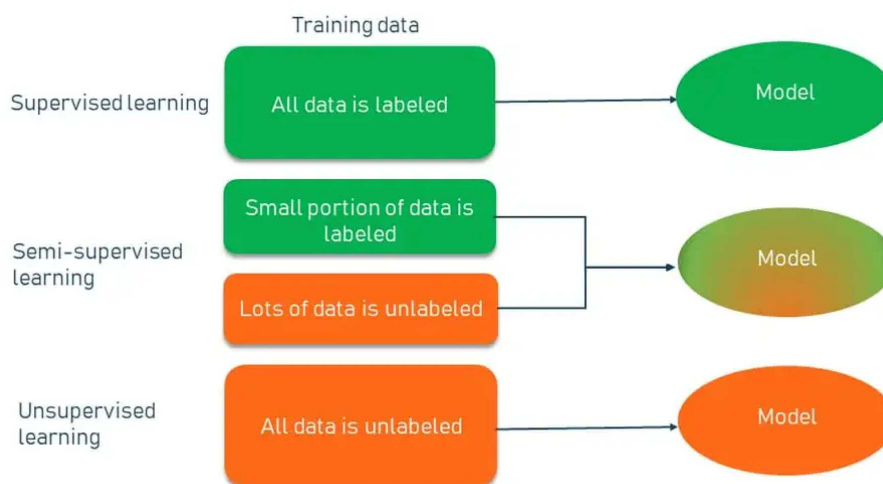 Training data
Supervised learning
All data is labeled
Model
Semi-supervised
learning
Small portion of data is
labeled
Lots of data is unlabeled
Model
Unsupervised
learning
All data is unlabeled
Model